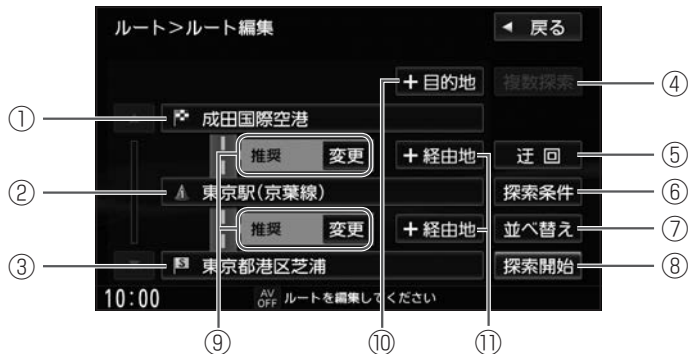 ルート>ルート編集
◀ 戻る
+目的地
複数探索
④
①
成田国際空港
推奨
変更
+経由地
迂回
⑤
②
東京駅(京葉線)
探索条件
⑥
推奨
変更
+経由地
並べ替え
⑦
③
S
東京都港区芝浦
探索開始
⑧
10:00
AV
OFF
ルートを編集してください
⑨
⑩
⑪